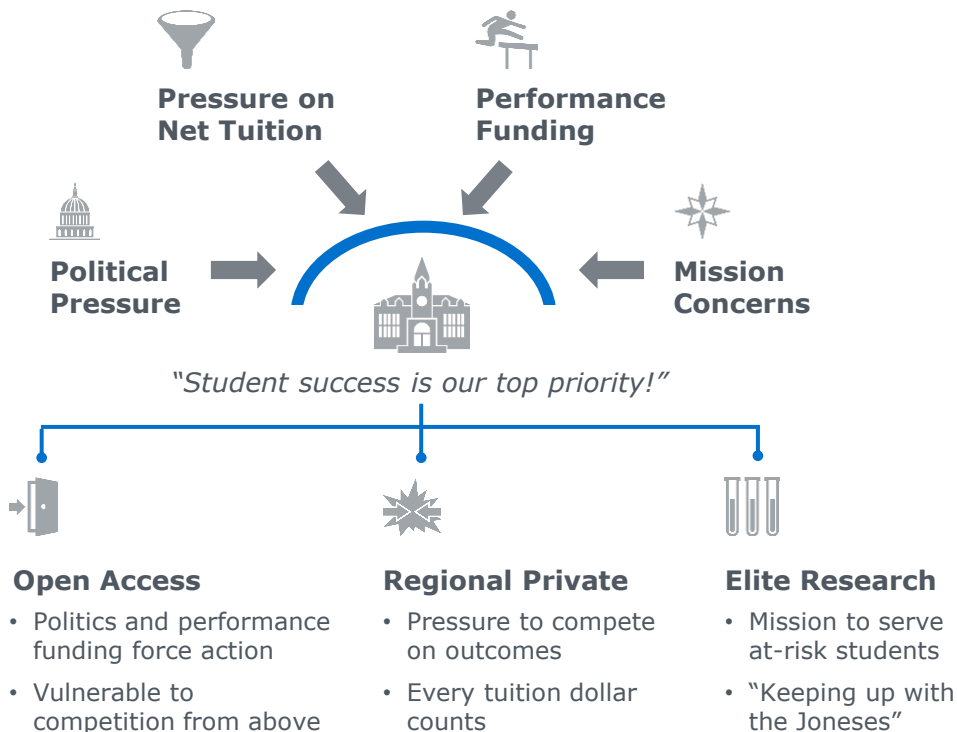 Pressure on
Net Tuition
Performance
Funding
Political
Pressure
Mission
Concerns
“Student success is our top priority!”
Open Access
• Politics and performance
funding force action
• Vulnerable to
competition from above
Regional Private
• Pressure to compete
on outcomes
• Every tuition dollar
counts
Elite Research
• Mission to serve
at-risk students
• “Keeping up with
the Joneses”